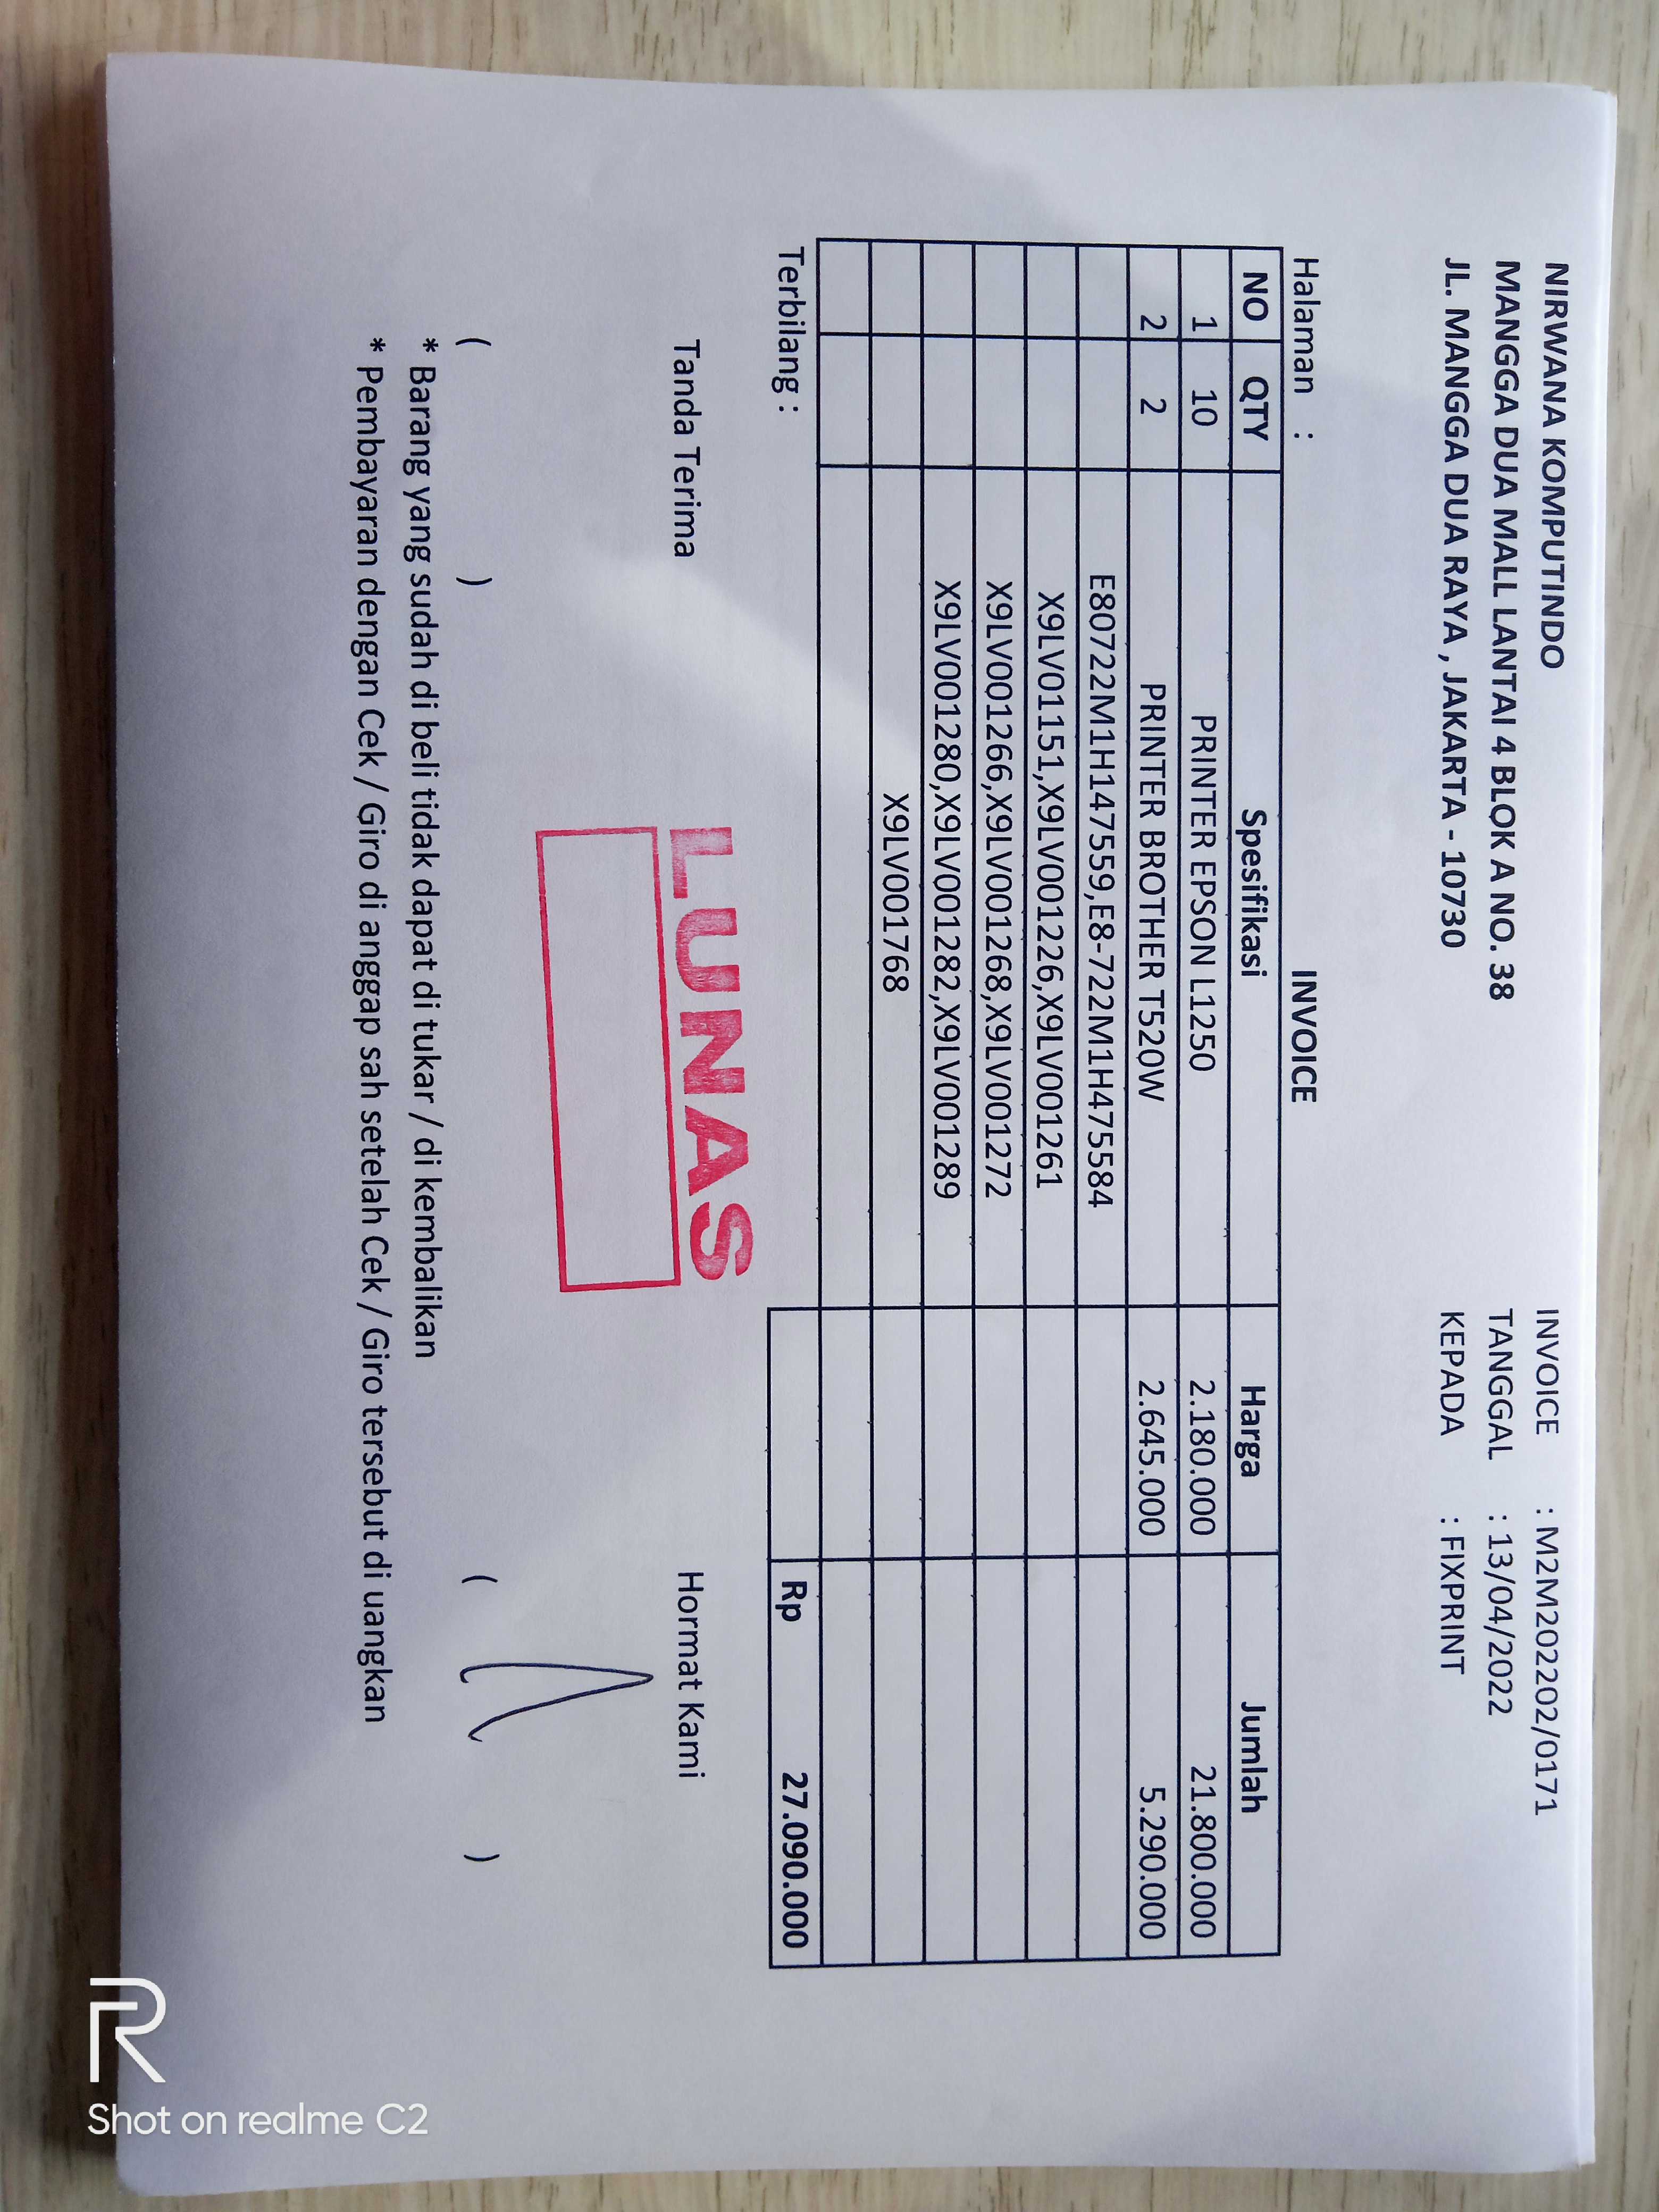 NIRWANA KOMPUTINDO
MANGGA DUA MALL LANTAI 4 BLOK A NO. 38
JL. MANGGA DUA RAYA , JAKARTA - 10730
INVOICE : M2M202202/0171
TANGGAL : 13/04/2022
KEPADA : FIXPRINT
INVOICE
Halaman :
NO QTY Spesifikasi Harga Jumlah
1 10 PRINTER EPSON L1250 2.180.000 21.800.000
2 2 PRINTER BROTHER T520W 2.645.000 5.290.000
E80722M1H147559,E8-722M1H475584
X9LV01151,X9LV001226,X9LV001261
X9LV001266,X9LV001268,X9LV001272
X9LV001280,X9LV001282,X9LV001289
X9LV001768
Terbilang : Rp 27.090.000
Tanda Terima Hormat Kami
LUNAS
( ) ( )
* Barang yang sudah di beli tidak dapat di tukar / di kembalikan
* Pembayaran dengan Cek / Giro di anggap sah setelah Cek / Giro tersebut di uangkan
R
Shot on realme C2